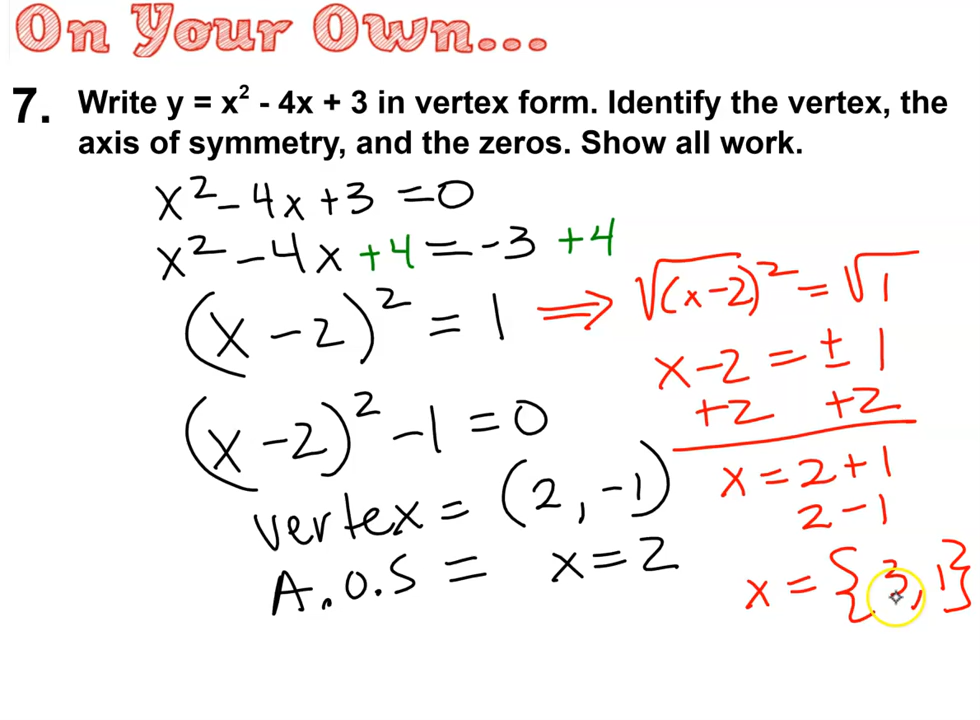 On Your Own...
7. Write y = x² - 4x + 3 in vertex form. Identify the vertex, the
axis of symmetry, and the zeros. Show all work.
x² - 4x + 3 = 0
x² - 4x + 4 = -3 + 4
(x - 2)² = 1 ⟹ √(x-2)² = √1
x - 2 = ± 1
+2 +2
(x - 2)² - 1 = 0
x = 2 + 1
2 - 1
vertex = (2, -1)
A.O.S = x = 2
x = {3, 1}